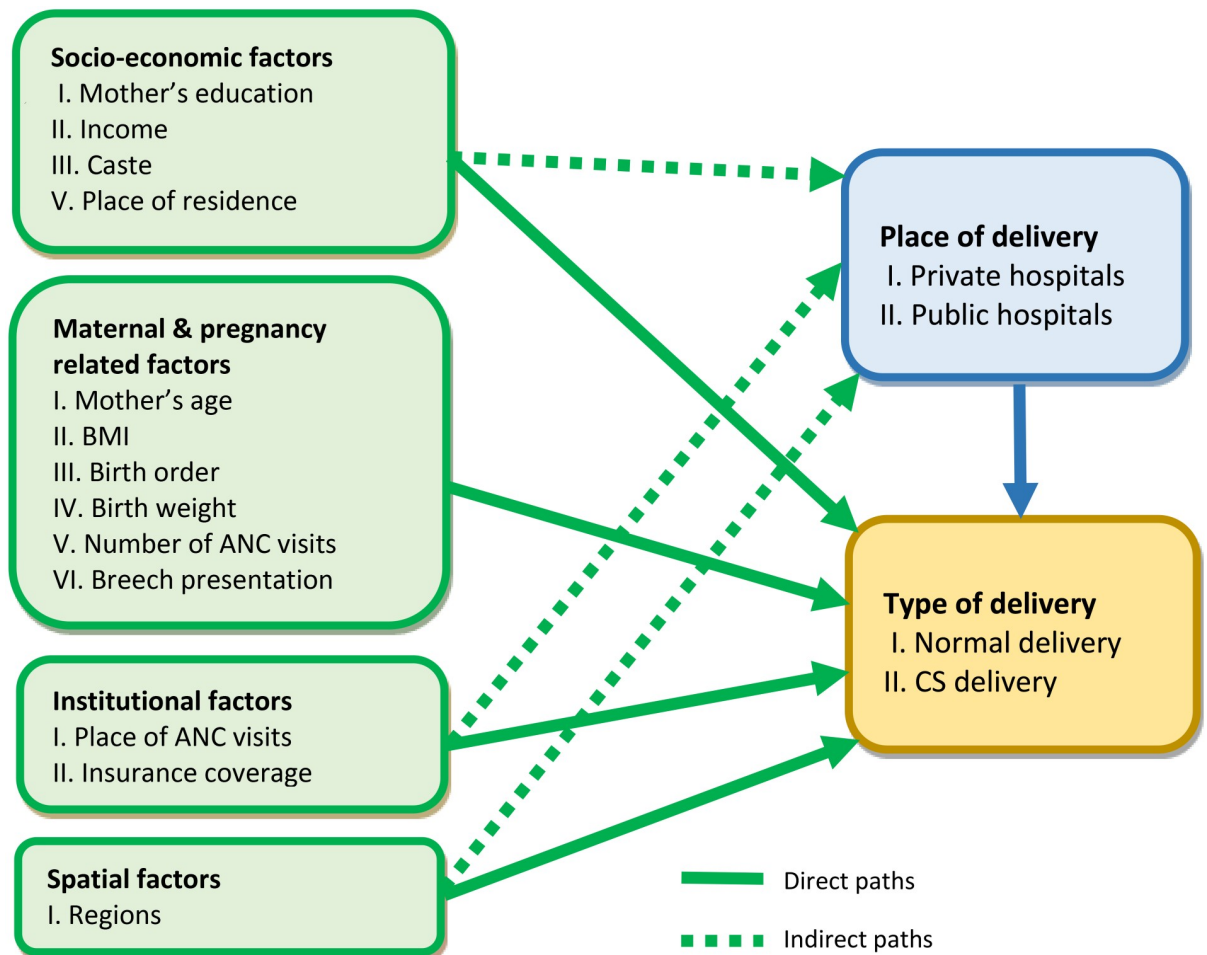 Socio-economic factors
I. Mother’s education
II. Income
III. Caste
V. Place of residence
Maternal & pregnancy
related factors
I. Mother’s age
II. BMI
III. Birth order
IV. Birth weight
V. Number of ANC visits
VI. Breech presentation
Institutional factors
I. Place of ANC visits
II. Insurance coverage
Spatial factors
I. Regions
Place of delivery
I. Private hospitals
II. Public hospitals
Type of delivery
I. Normal delivery
II. CS delivery
Direct paths
Indirect paths